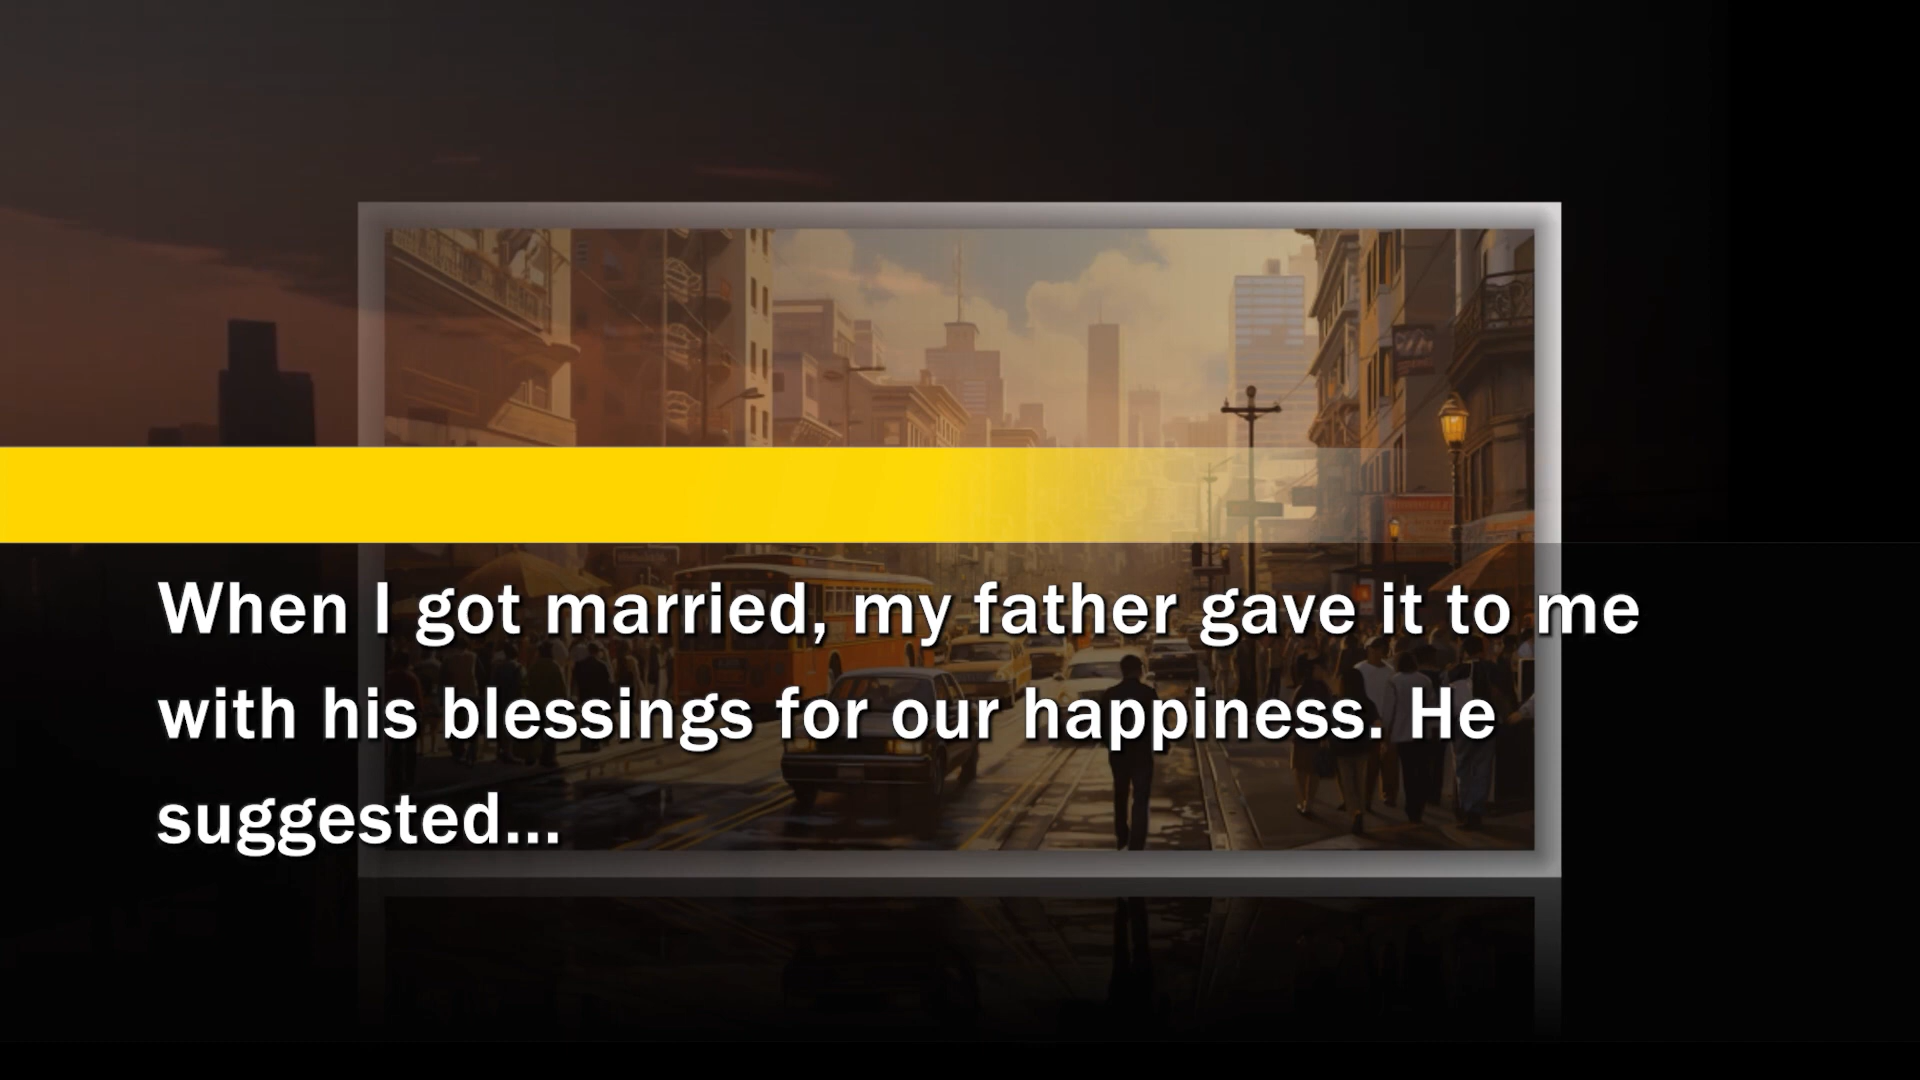 When I got married, my father gave it to me
with his blessings for our happiness. He
suggested...